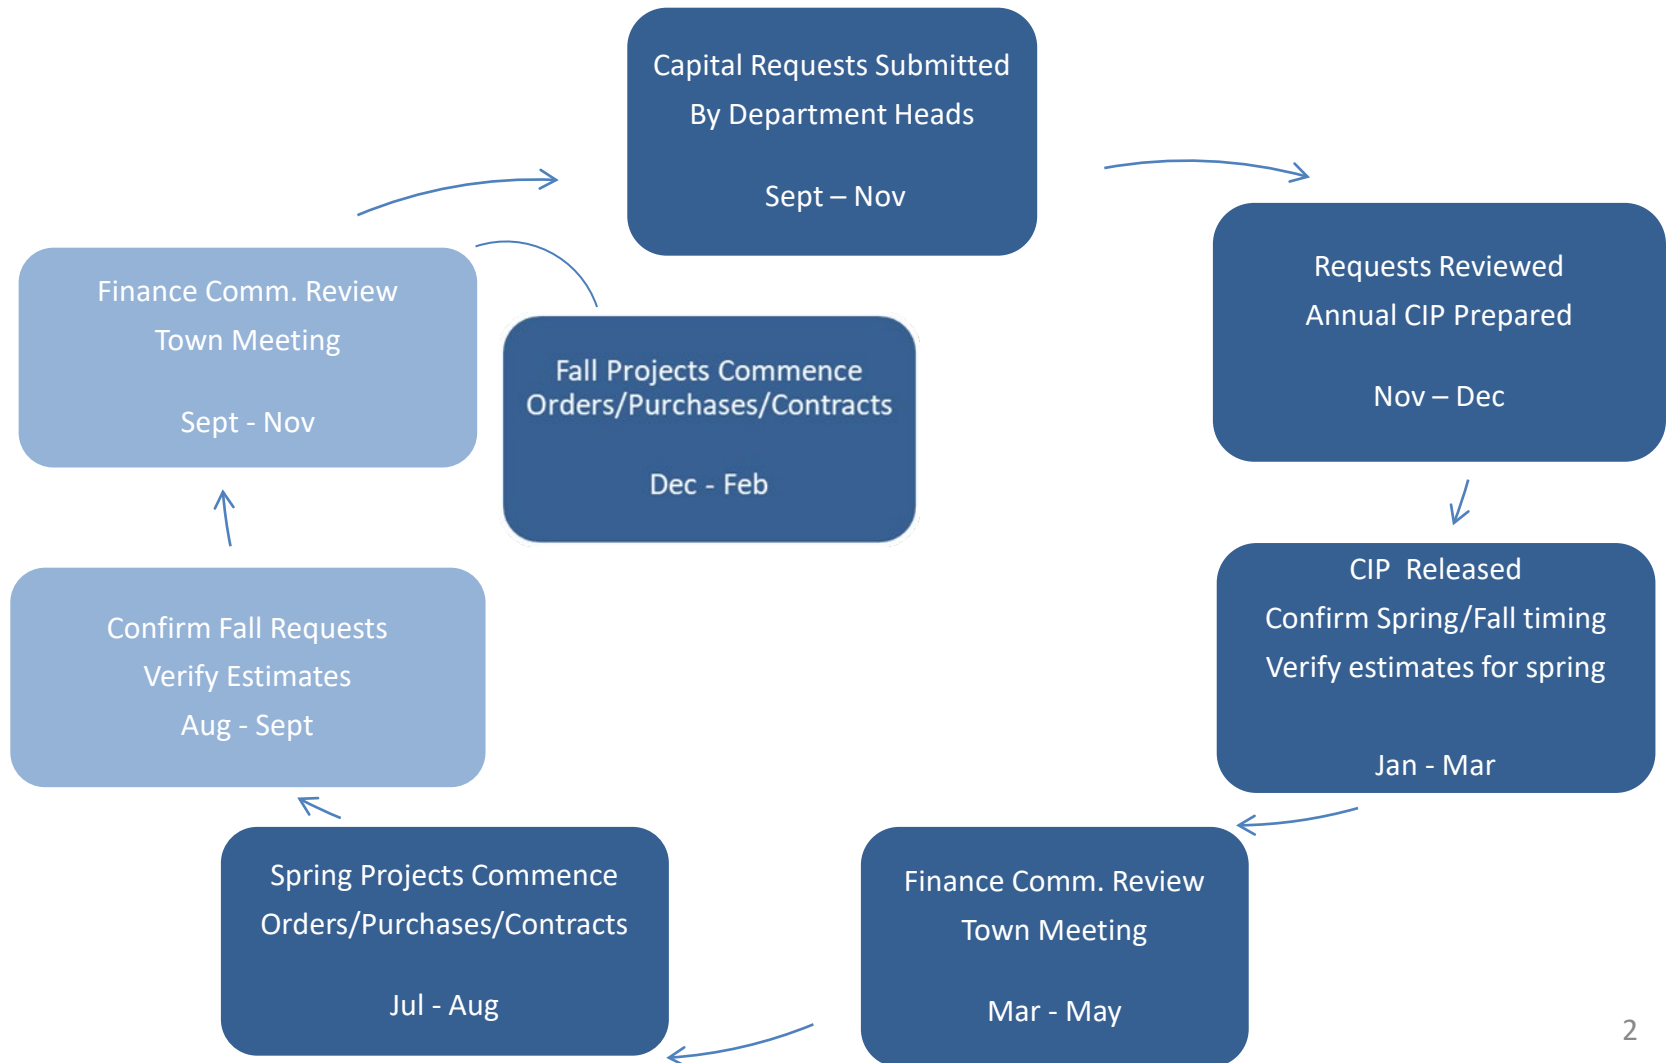 Capital Requests Submitted
By Department Heads
Sept – Nov
Requests Reviewed
Annual CIP Prepared
Nov – Dec
CIP Released
Confirm Spring/Fall timing
Verify estimates for spring
Jan - Mar
Finance Comm. Review
Town Meeting
Mar - May
Spring Projects Commence
Orders/Purchases/Contracts
Jul - Aug
Confirm Fall Requests
Verify Estimates
Aug - Sept
Finance Comm. Review
Town Meeting
Sept - Nov
Fall Projects Commence
Orders/Purchases/Contracts
Dec - Feb
2